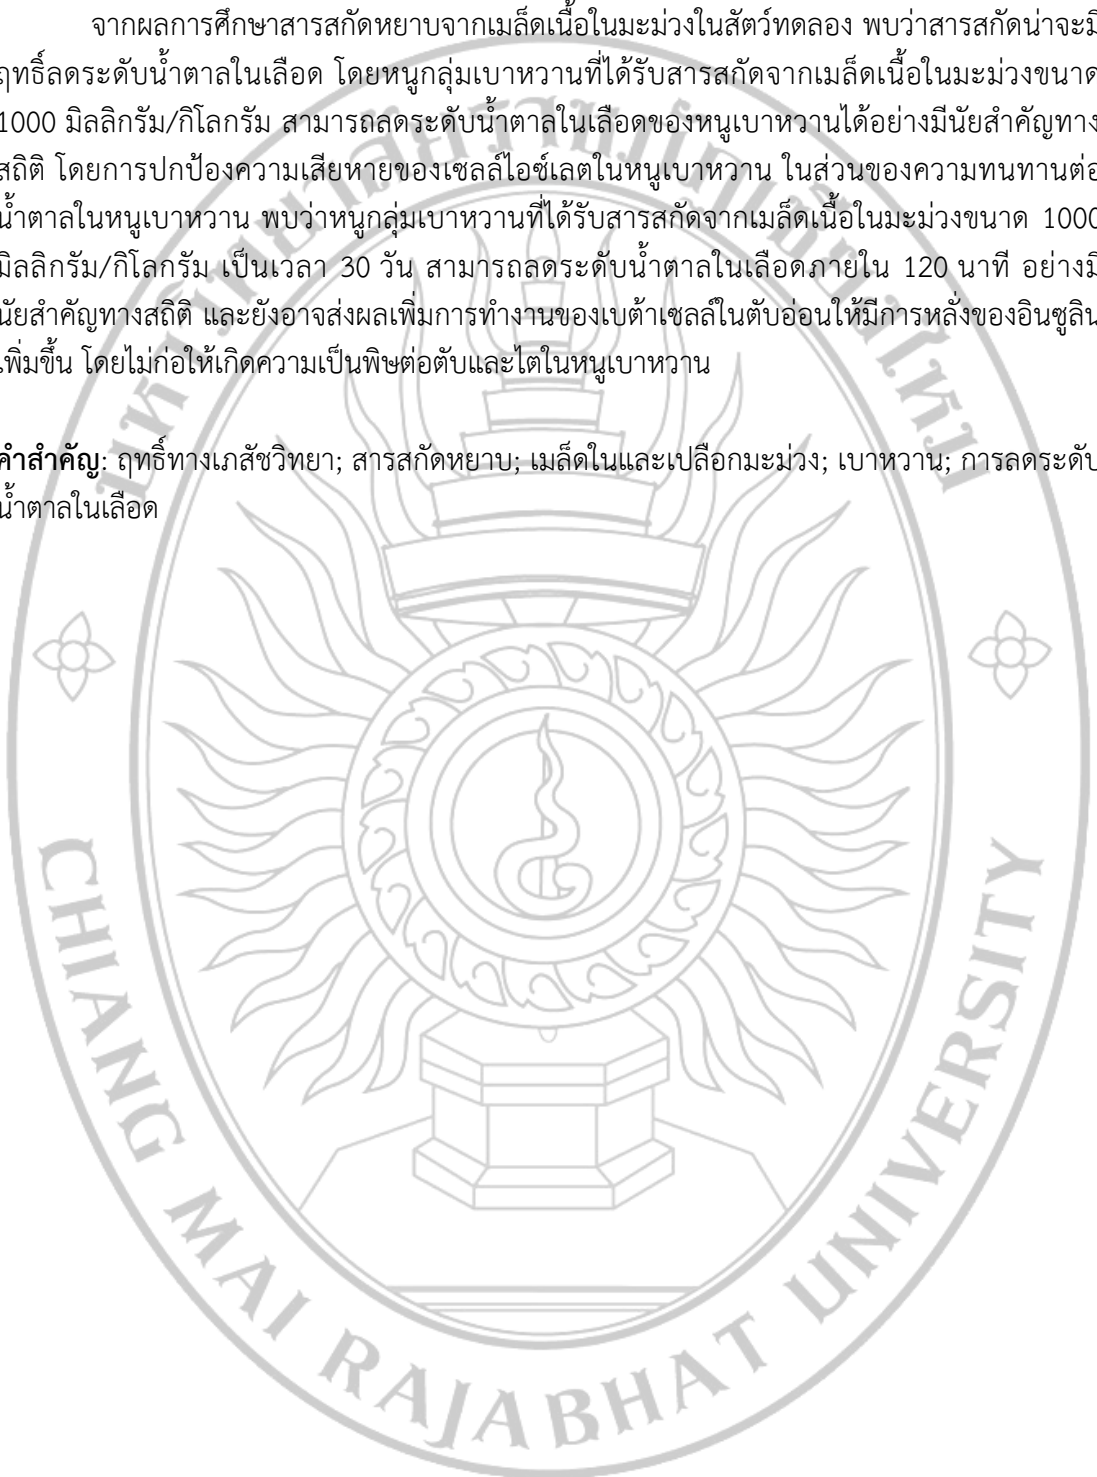 จากผลการศึกษาสารสกัดหยาบจากเมล็ดเนื้อในมะม่วงในสัตว์ทดลอง พบว่าสารสกัดน่าจะมี
ฤทธิ์ลดระดับน้ำตาลในเลือด โดยหนูกลุ่มเบาหวานที่ได้รับสารสกัดจากเมล็ดเนื้อในมะม่วงขนาด
1000 มิลลิกรัม/กิโลกรัม สามารถลดระดับน้ำตาลในเลือดของหนูเบาหวานได้อย่างมีนัยสำคัญทาง
สถิติ โดยการปกป้องความเสียหายของเซลล์ไอซ์เลตในหนูเบาหวาน ในส่วนของความทนทานต่อ
น้ำตาลในหนูเบาหวาน พบว่าหนูกลุ่มเบาหวานที่ได้รับสารสกัดจากเมล็ดเนื้อในมะม่วงขนาด 1000
มิลลิกรัม/กิโลกรัม เป็นเวลา 30 วัน สามารถลดระดับน้ำตาลในเลือดภายใน 120 นาที อย่างมี
นัยสำคัญทางสถิติ และยังอาจส่งผลเพิ่มการทำงานของเบต้าเซลล์ในตับอ่อนให้มีการหลั่งของอินซูลิน
เพิ่มขึ้น โดยไม่ก่อให้เกิดความเป็นพิษต่อตับและไตในหนูเบาหวาน
คำสำคัญ: ฤทธิ์ทางเภสัชวิทยา; สารสกัดหยาบ; เมล็ดในและเปลือกมะม่วง; เบาหวาน; การลดระดับ
น้ำตาลในเลือด
มหาวิทยาลัยราชภัฏเชียงใหม่
CHIANG MAI RAJABHAT UNIVERSITY